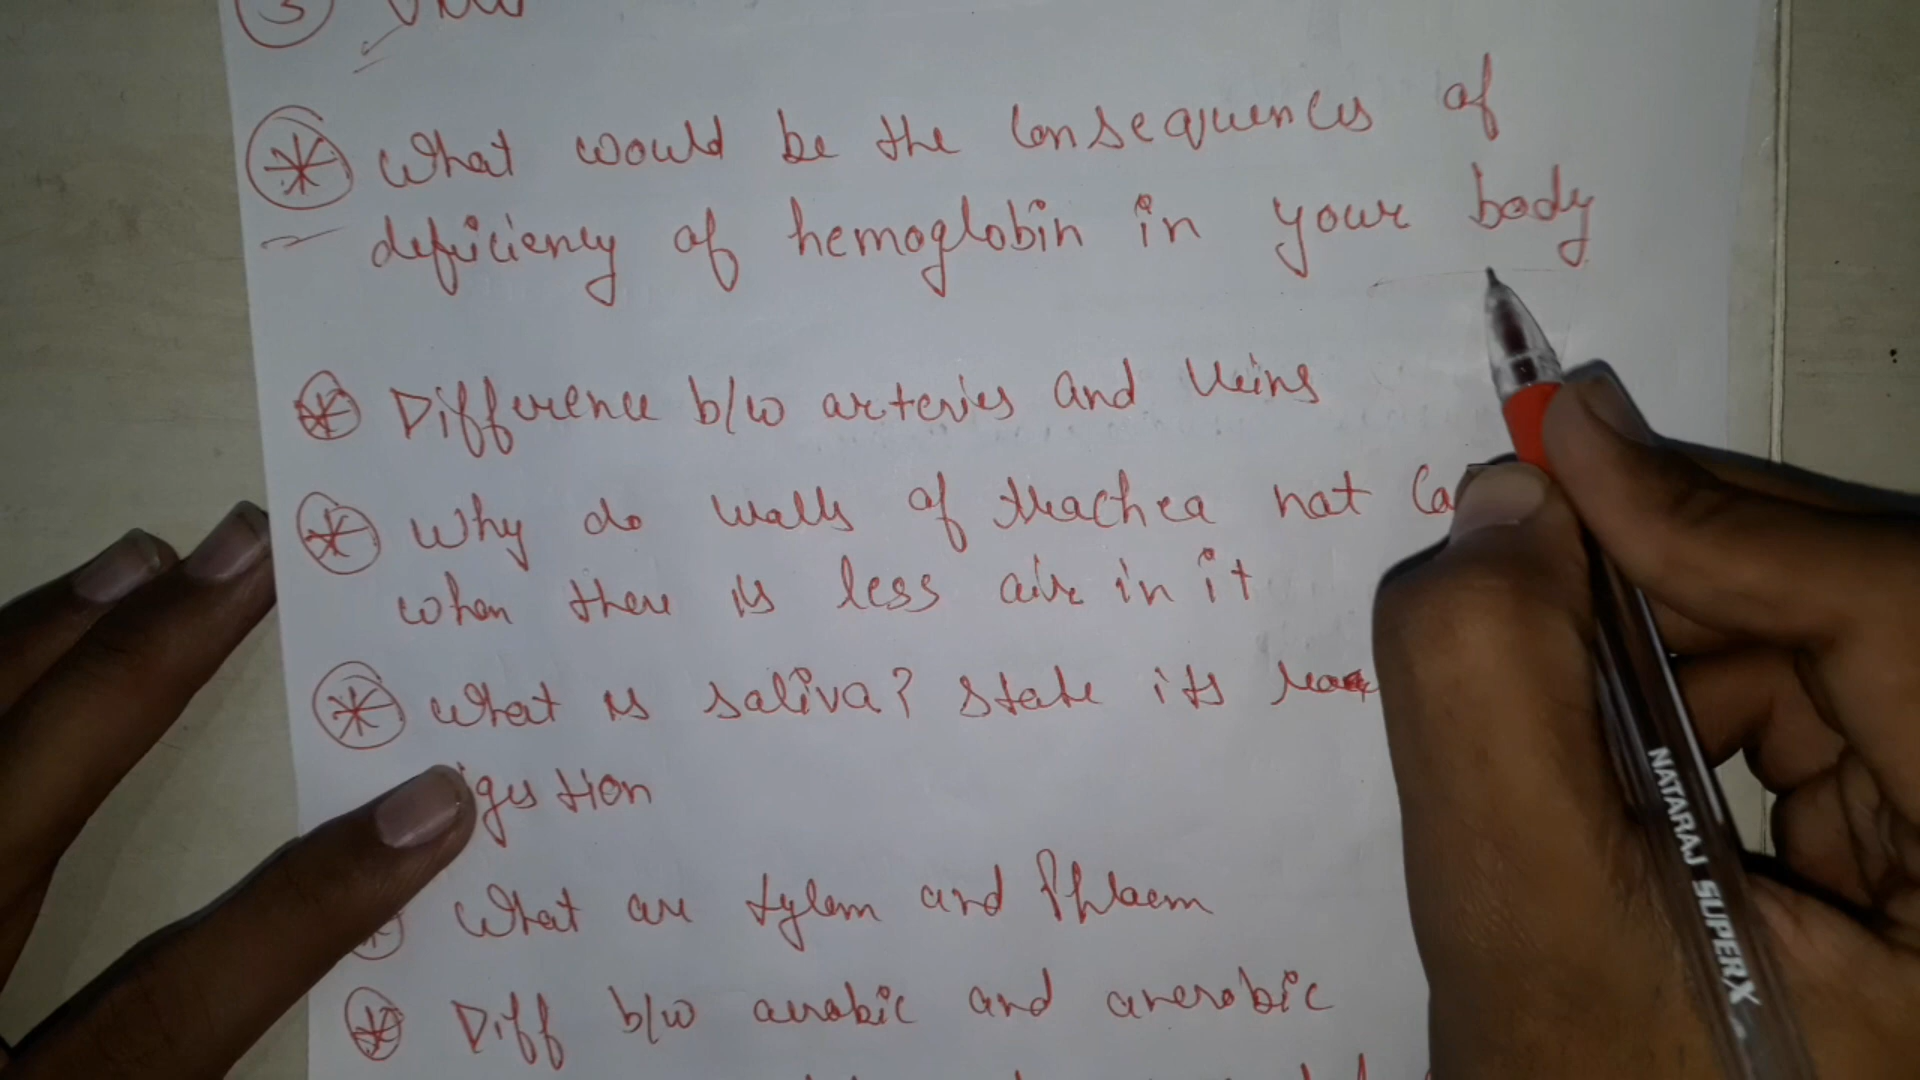 3
What would be the consequences of
deficiency of hemoglobin in your body
Difference b/w arteries and Veins
Why do walls of trachea not
when there is less air in it
What is saliva? State its
What are xylem and Phloem
Diff b/w aerobic and anerobic
NATARAJ SUPERX